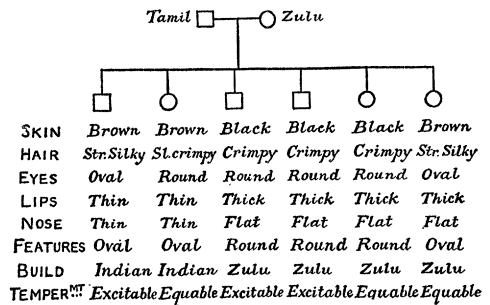 Tamil Zulu
SKIN Brown Brown Black Black Black Brown
HAIR Str.Silky Sl.crimpy Crimpy Crimpy Crimpy Str.Silky
EYES Oval Round Round Round Round Oval
LIPS Thin Thin Thick Thick Thick Thick
NOSE Thin Thin Flat Flat Flat Flat
FEATURES Oval Oval Round Round Round Oval
BUILD Indian Indian Zulu Zulu Zulu Zulu
TEMPERMT. Excitable Equable Excitable Excitable Equable Equable